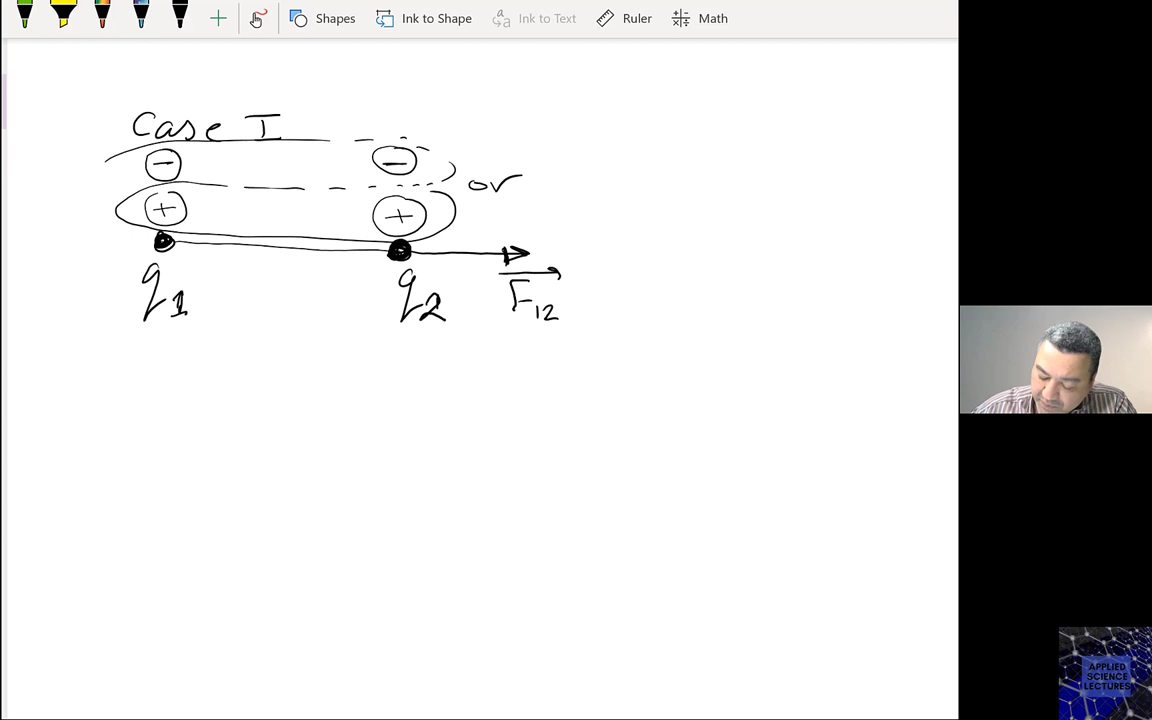 Shapes Ink to Shape Ink to Text Ruler Math
Case I
− −
or
+ +
q1 q2 F12
APPLIED
SCIENCE
LECTURES